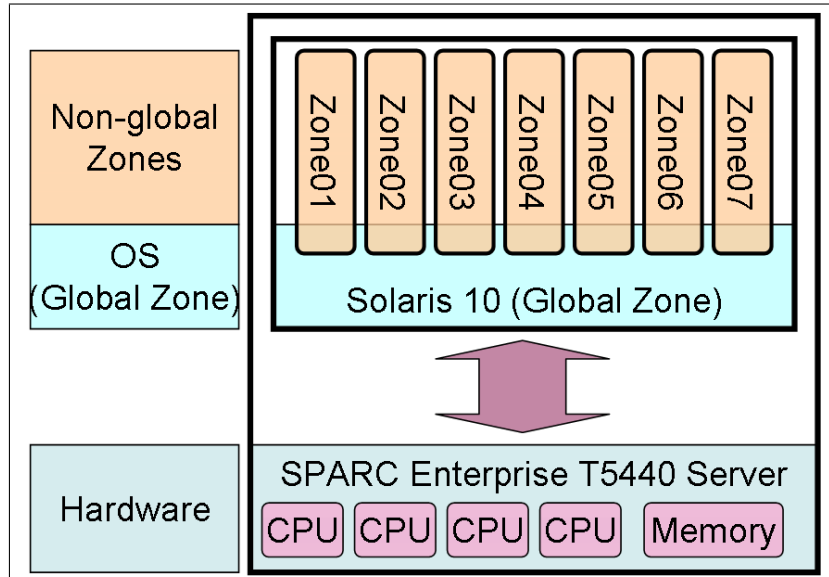 Non-global
Zones
OS
(Global Zone)
Hardware
Zone01
Zone02
Zone03
Zone04
Zone05
Zone06
Zone07
Solaris 10 (Global Zone)
SPARC Enterprise T5440 Server
CPU
CPU
CPU
CPU
Memory